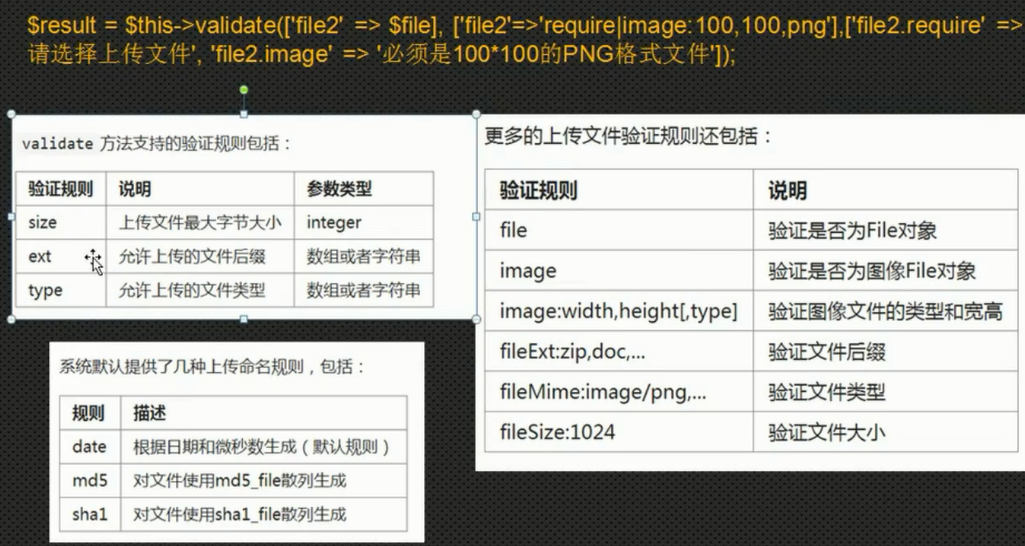 $result = $this->validate(['file2' => $file], ['file2'=>'require|image:100,100,png'],['file2.require' =>
请选择上传文件', 'file2.image' => '必须是100*100的PNG格式文件']);
validate 方法支持的验证规则包括：
验证规则 说明 参数类型
size 上传文件最大字节大小 integer
ext 允许上传的文件后缀 数组或者字符串
type 允许上传的文件类型 数组或者字符串
系统默认提供了几种上传命名规则，包括：
规则 描述
date 根据日期和微秒数生成（默认规则）
md5 对文件使用md5_file散列生成
sha1 对文件使用sha1_file散列生成
更多的上传文件验证规则还包括：
验证规则 说明
file 验证是否为File对象
image 验证是否为图像File对象
image:width,height[,type] 验证图像文件的类型和宽高
fileExt:zip,doc,... 验证文件后缀
fileMime:image/png,... 验证文件类型
fileSize:1024 验证文件大小